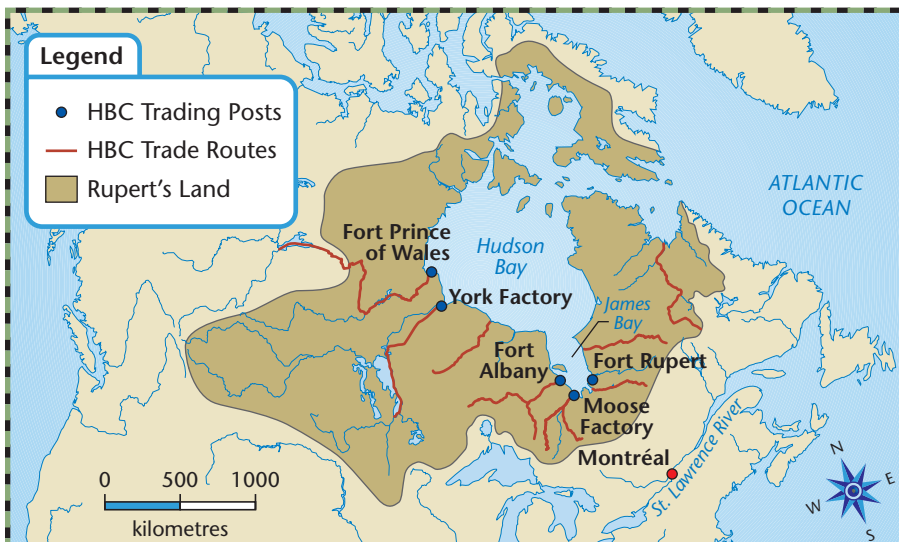 Legend
HBC Trading Posts
HBC Trade Routes
Rupert's Land
ATLANTIC
OCEAN
Fort Prince
of Wales
Hudson
Bay
York Factory
James
Bay
Fort
Albany
Fort Rupert
Moose
Factory
Montréal
St. Lawrence River
0 500 1000
kilometres
N
E
W
S